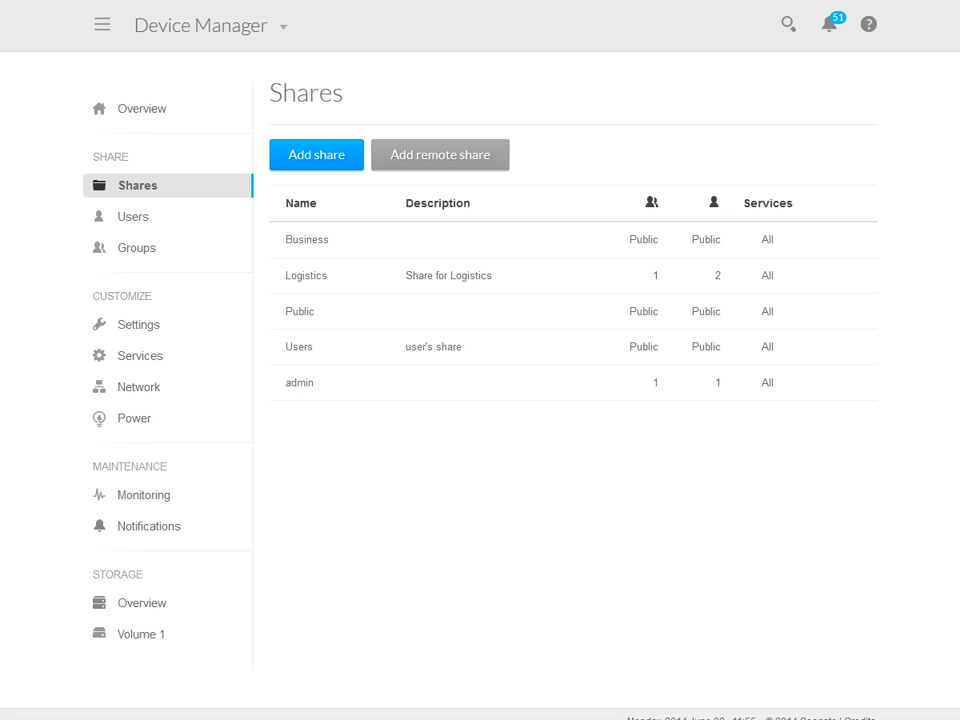 Device Manager
51
?
Overview
SHARE
Shares
Users
Groups
CUSTOMIZE
Settings
Services
Network
Power
MAINTENANCE
Monitoring
Notifications
STORAGE
Overview
Volume 1
Shares
Add share Add remote share
Name Description Services
Business Public Public All
Logistics Share for Logistics 1 2 All
Public Public Public All
Users user's share Public Public All
admin 1 1 All